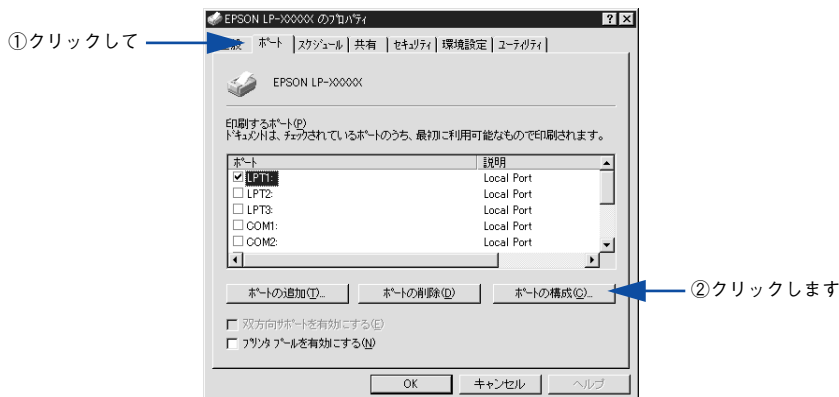 EPSON LP-XXXXX のプロパティ
①クリックして
ポート スケジュール 共有 セキュリティ 環境設定 ユーティリティ
EPSON LP-XXXXX
印刷するポート(P)
ドキュメントは、チェックされているポートのうち、最初に利用可能なもので印刷されます。
ポート 説明
LPT1: Local Port
LPT2: Local Port
LPT3: Local Port
COM1: Local Port
COM2: Local Port
ポートの追加(T)... ポートの削除(D) ポートの構成(C)...
②クリックします
双方向サポートを有効にする(E)
プリンタ プールを有効にする(N)
OK キャンセル ヘルプ